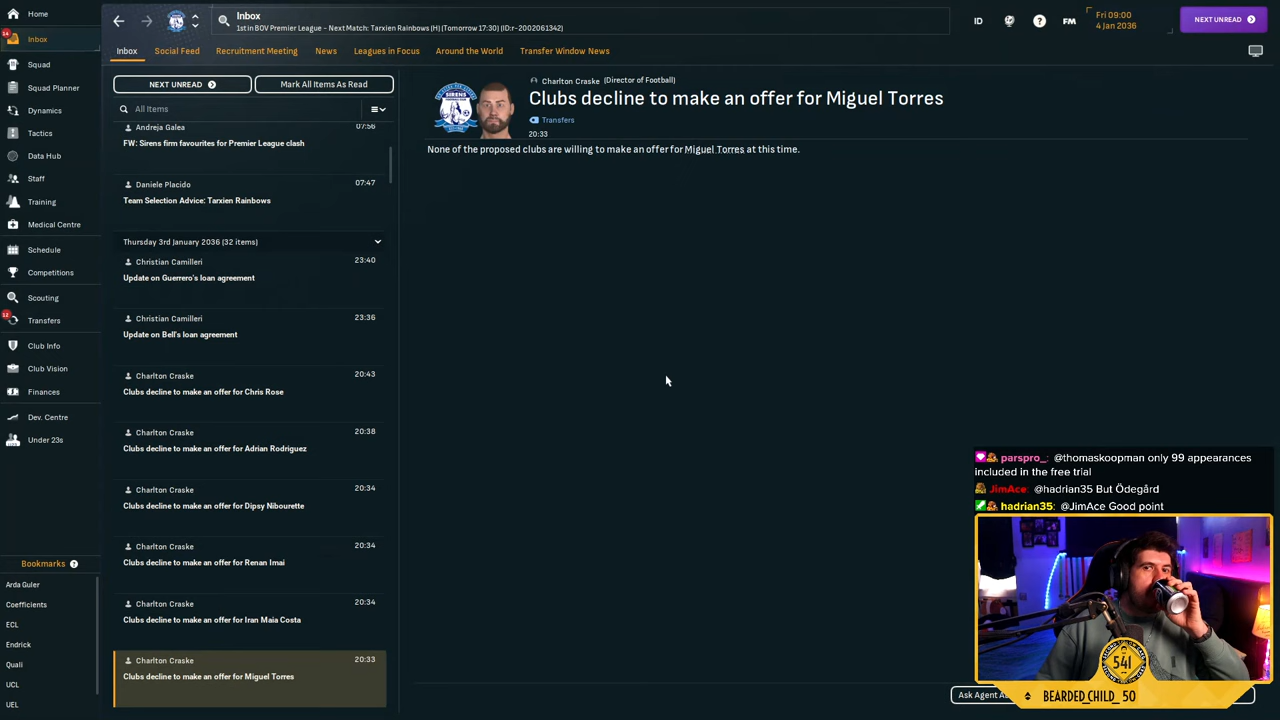 Home
14
Inbox
Squad
Squad Planner
Dynamics
Tactics
Data Hub
Staff
Training
Medical Centre
Schedule
Competitions
Scouting
12
Transfers
Club Info
Club Vision
Finances
Dev. Centre
Under 23s
Bookmarks
Arda Guler
Coefficients
ECL
Endrick
Quali
UCL
UEL
Inbox
1st in BOV Premier League - Next Match: Tarxien Rainbows (H) (Tomorrow 17:30) (ID:r-2002061342)
ID
FM
Fri 09:00
4 Jan 2036
NEXT UNREAD
Inbox
Social Feed
Recruitment Meeting
News
Leagues in Focus
Around the World
Transfer Window News
NEXT UNREAD
Mark All Items As Read
All Items
Andreja Galea 07:56
FW: Sirens firm favourites for Premier League clash
Daniele Placido 07:47
Team Selection Advice: Tarxien Rainbows
Thursday 3rd January 2036 (32 items)
Christian Camilleri 23:40
Update on Guerrero's loan agreement
Christian Camilleri 23:36
Update on Bell's loan agreement
Charlton Craske 20:43
Clubs decline to make an offer for Chris Rose
Charlton Craske 20:38
Clubs decline to make an offer for Adrian Rodriguez
Charlton Craske 20:34
Clubs decline to make an offer for Dipsy Nibourette
Charlton Craske 20:34
Clubs decline to make an offer for Renan Imai
Charlton Craske 20:34
Clubs decline to make an offer for Iran Maia Costa
Charlton Craske 20:33
Clubs decline to make an offer for Miguel Torres
SIRENS
Charlton Craske (Director of Football)
Clubs decline to make an offer for Miguel Torres
Transfers
20:33
None of the proposed clubs are willing to make an offer for Miguel Torres at this time.
parspro_: @thomaskoopman only 99 appearances
included in the free trial
JimAce: @hadrian35 But Ödegård
hadrian35: @JimAce Good point
541
Ask Agent
BEARDED_CHILD_ 50